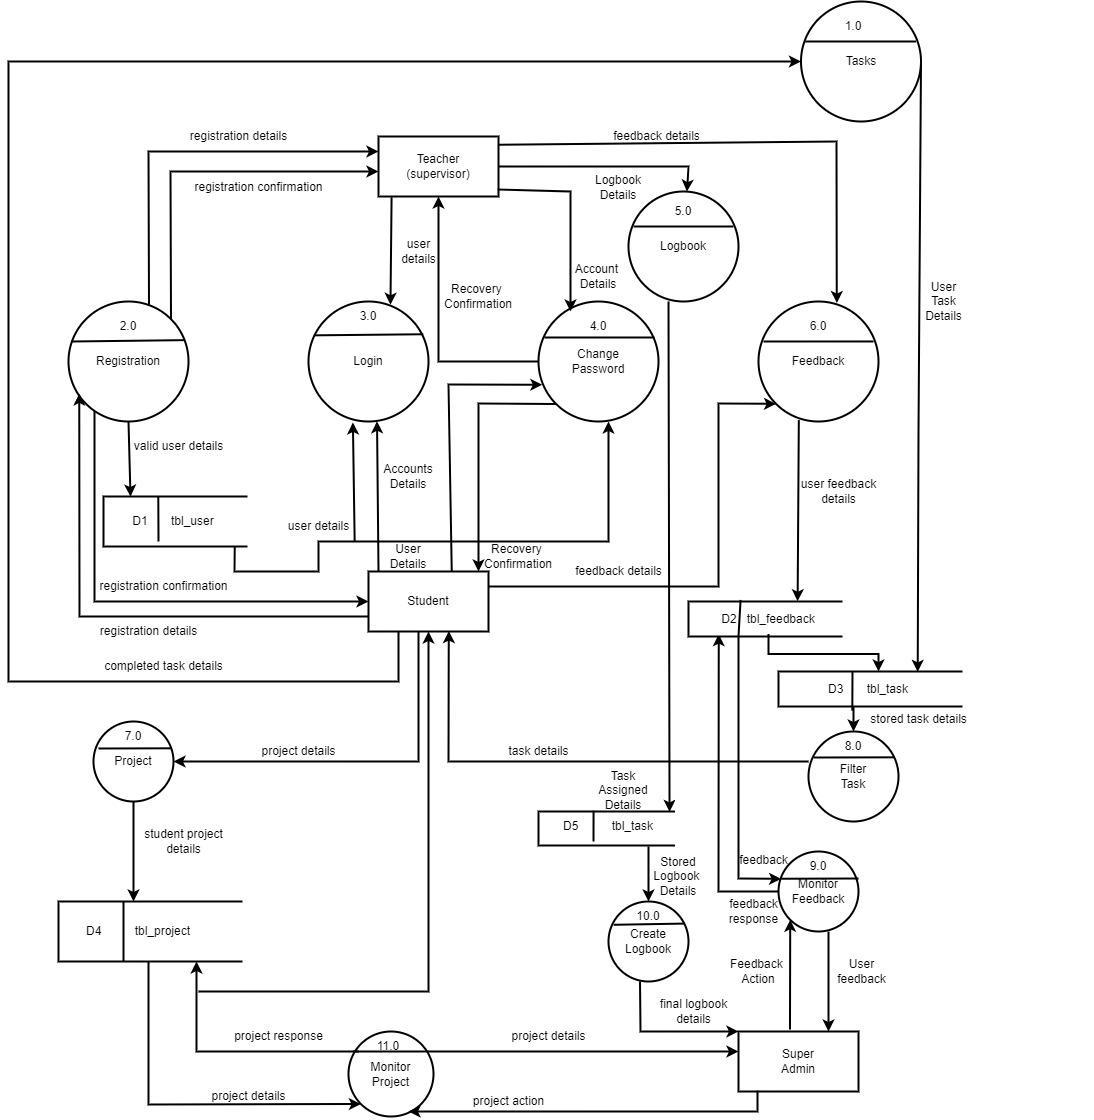 1.0
Tasks
registration details
feedback details
Teacher
(supervisor)
registration confirmation
Logbook
Details
5.0
Logbook
user
details
Account
Details
Recovery
Confirmation
User
Task
Details
2.0
Registration
3.0
Login
4.0
Change
Password
6.0
Feedback
valid user details
Accounts
Details
user feedback
details
D1
tbl_user
user details
User
Details
Recovery
Confirmation
feedback details
registration confirmation
Student
D2
tbl_feedback
registration details
completed task details
D3
tbl_task
stored task details
7.0
Project
project details
task details
8.0
Filter
Task
Task
Assigned
Details
D5
tbl_task
student project
details
Stored
Logbook
Details
feedback
9.0
Monitor
Feedback
feedback
response
D4
tbl_project
10.0
Create
Logbook
Feedback
Action
User
feedback
final logbook
details
project response
project details
11.0
Monitor
Project
Super
Admin
project details
project action